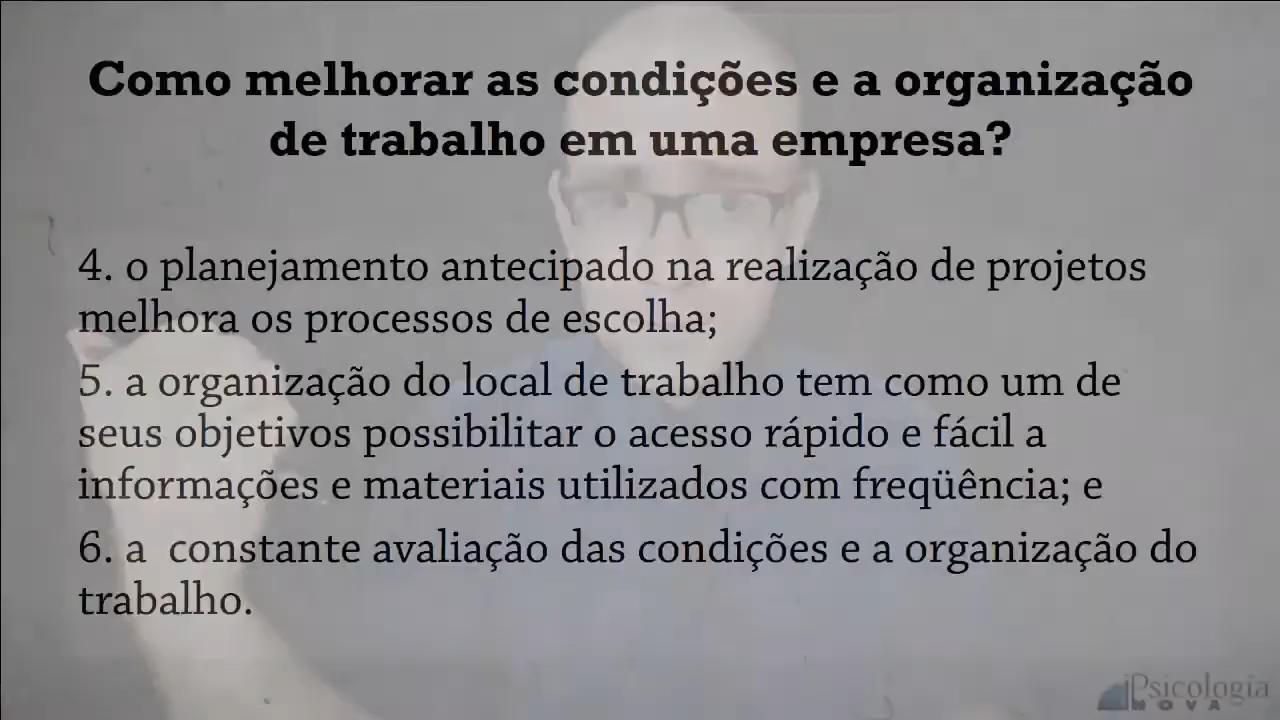 Como melhorar as condições e a organização
de trabalho em uma empresa?
4. o planejamento antecipado na realização de projetos
melhora os processos de escolha;
5. a organização do local de trabalho tem como um de
seus objetivos possibilitar o acesso rápido e fácil a
informações e materiais utilizados com freqüência; e
6. a  constante avaliação das condições e a organização do
trabalho.
Psicologia
NOVA